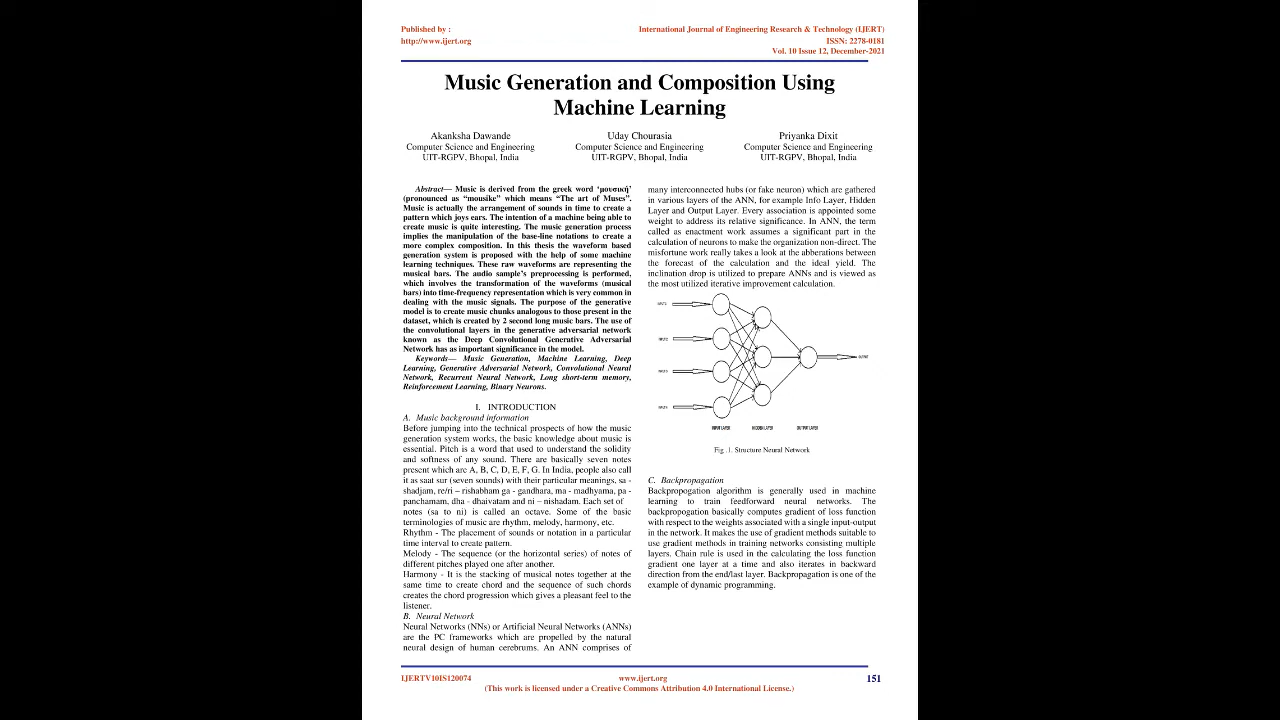 Published by :
http://www.ijert.org
International Journal of Engineering Research & Technology (IJERT)
ISSN: 2278-0181
Vol. 10 Issue 12, December-2021
Music Generation and Composition Using
Machine Learning
Akanksha Dawande
Computer Science and Engineering
UIT-RGPV, Bhopal, India
Uday Chourasia
Computer Science and Engineering
UIT-RGPV, Bhopal, India
Priyanka Dixit
Computer Science and Engineering
UIT-RGPV, Bhopal, India
Abstract— Music is derived from the greek word ‘μουσική’
(pronounced as “mousike” which means “The art of Muses”.
Music is actually the arrangement of sounds in time to create a
pattern which joys ears. The intention of a machine being able to
create music is quite interesting. The music generation process
implies the manipulation of the base-line notations to create a
more complex composition. In this thesis the waveform based
generation system is proposed with the help of some machine
learning techniques. These raw waveforms are representing the
musical bars. The audio sample’s preprocessing is performed,
which involves the transformation of the waveforms (musical
bars) into time-frequency representation which is very common in
dealing with the music signals. The purpose of the generative
model is to create music chunks analogous to those present in the
dataset, which is created by 2 second long music bars. The use of
the convolutional layers in the generative adversarial network
known as the Deep Convolutional Generative Adversarial
Network has as important significance in the model.
Keywords— Music Generation, Machine Learning, Deep
Learning, Generative Adversarial Network, Convolutional Neural
Network, Recurrent Neural Network, Long short-term memory,
Reinforcement Learning, Binary Neurons.
I. INTRODUCTION
A. Music background information
Before jumping into the technical prospects of how the music
generation system works, the basic knowledge about music is
essential. Pitch is a word that used to understand the solidity
and softness of any sound. There are basically seven notes
present which are A, B, C, D, E, F, G. In India, people also call
it as saat sur (seven sounds) with their particular meanings, sa -
shadjam, re/ri – rishabham ga - gandhara, ma - madhyama, pa -
panchamam, dha - dhaivatam and ni – nishadam. Each set of
notes (sa to ni) is called an octave. Some of the basic
terminologies of music are rhythm, melody, harmony, etc.
Rhythm - The placement of sounds or notation in a particular
time interval to create pattern.
Melody - The sequence (or the horizontal series) of notes of
different pitches played one after another.
Harmony - It is the stacking of musical notes together at the
same time to create chord and the sequence of such chords
creates the chord progression which gives a pleasant feel to the
listener.
B. Neural Network
Neural Networks (NNs) or Artificial Neural Networks (ANNs)
are the PC frameworks which are propelled by the natural
neural design of human cerebrums. An ANN comprises of
many interconnected hubs (or fake neuron) which are gathered
in various layers of the ANN, for example Info Layer, Hidden
Layer and Output Layer. Every association is appointed some
weight to address its relative significance. In ANN, the term
called as enactment work assumes a significant part in the
calculation of neurons to make the organization non-direct. The
misfortune work really takes a look at the abberations between
the forecast of the calculation and the ideal yield. The
inclination drop is utilized to prepare ANNs and is viewed as
the most utilized iterative improvement calculation.
OUTPUT
INPUT LAYER HIDDEN LAYER OUTPUT LAYER
Fig .1. Structure Neural Network
C. Backpropagation
Backpropogation algorithm is generally used in machine
learning to train feedforward neural networks. The
backpropogation basically computes gradient of loss function
with respect to the weights associated with a single input-output
in the network. It makes the use of gradient methods suitable to
use gradient methods in training networks consisting multiple
layers. Chain rule is used in the calculating the loss function
gradient one layer at a time and also iterates in backward
direction from the end/last layer. Backpropagation is one of the
example of dynamic programming.
IJERTV10IS120074
www.ijert.org
(This work is licensed under a Creative Commons Attribution 4.0 International License.)
151